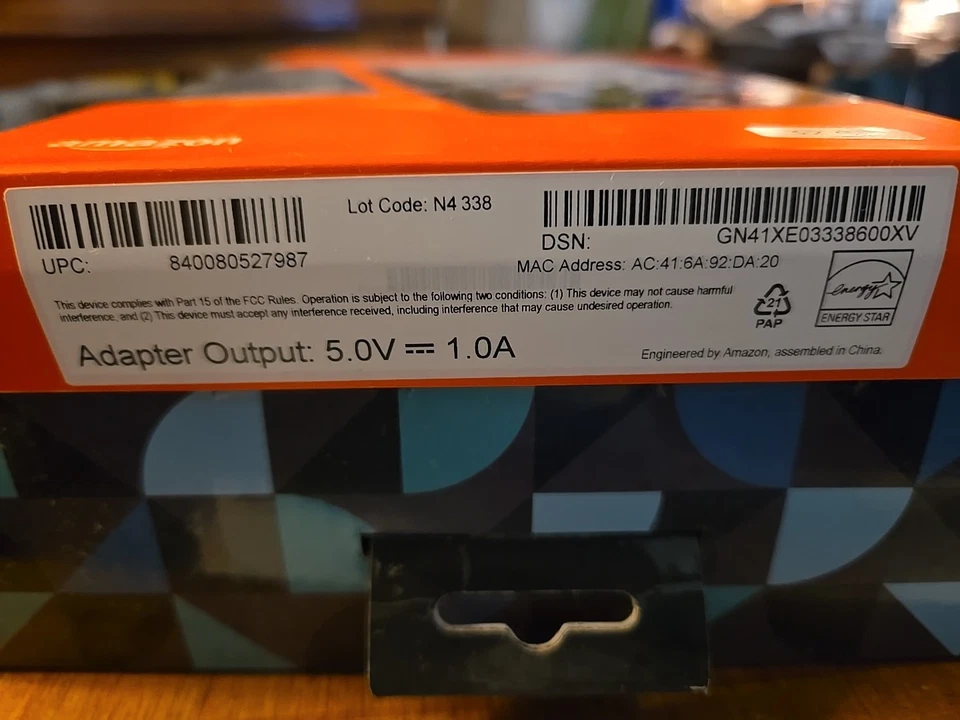 amazon
Lot Code: N4 338
UPC: 840080527987
DSN: GN41XE03338600XV
MAC Address: AC:41:6A:92:DA:20
This device complies with Part 15 of the FCC Rules. Operation is subject to the following two conditions: (1) This device may not cause harmful
interference, and (2) This device must accept any interference received, including interference that may cause undesired operation.
21
PAP
energy
ENERGY STAR
Adapter Output: 5.0V ⎓ 1.0A
Engineered by Amazon, assembled in China.